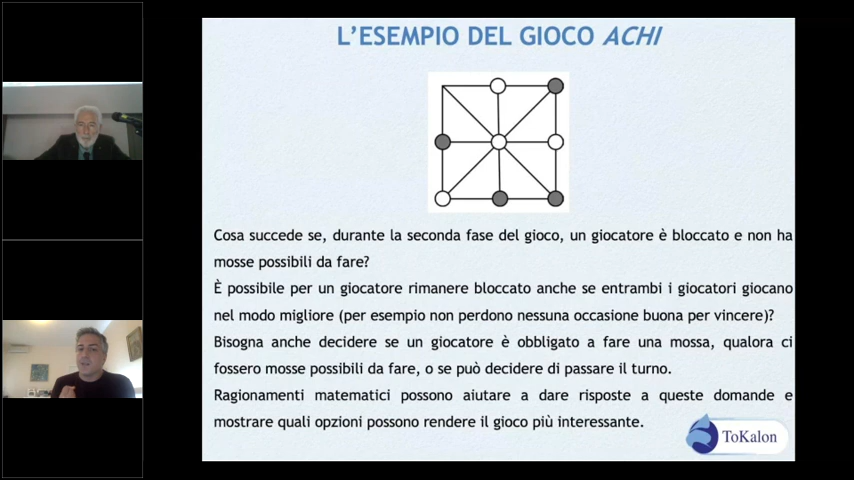 L'ESEMPIO DEL GIOCO ACHI
Cosa succede se, durante la seconda fase del gioco, un giocatore è bloccato e non ha
mosse possibili da fare?
È possibile per un giocatore rimanere bloccato anche se entrambi i giocatori giocano
nel modo migliore (per esempio non perdono nessuna occasione buona per vincere)?
Bisogna anche decidere se un giocatore è obbligato a fare una mossa, qualora ci
fossero mosse possibili da fare, o se può decidere di passare il turno.
Ragionamenti matematici possono aiutare a dare risposte a queste domande e
mostrare quali opzioni possono rendere il gioco più interessante.
ToKalon